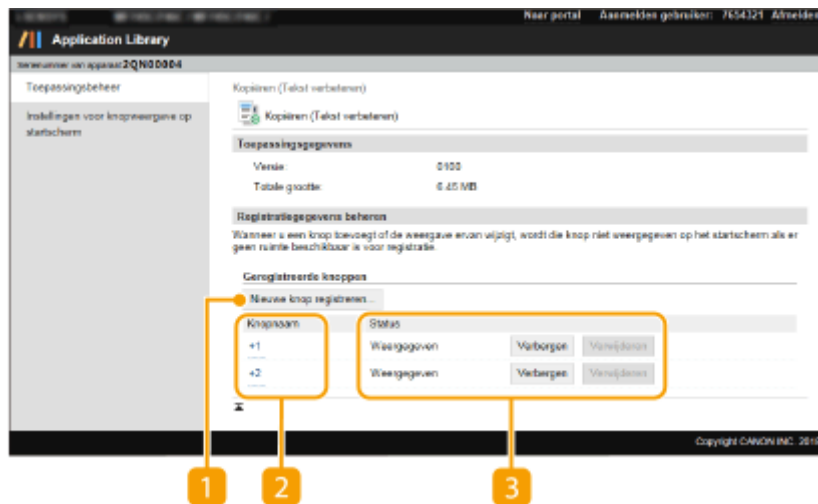 Naar portal Aanmelden gebruiker: 7654321 Afmelden
Application Library
Serienummer van apparaat: 2QN00004
Toepassingsbeheer
Instellingen voor knopweergave op
startscherm
Kopiëren (Tekst verbeteren)
Kopiëren (Tekst verbeteren)
Toepassingsgegevens
Versie: 0100
Totale grootte: 6.45 MB
Registratiegegevens beheren
Wanneer u een knop toevoegt of de weergave ervan wijzigt, wordt die knop niet weergegeven op het startscherm als er
geen ruimte beschikbaar is voor registratie.
Geregistreerde knoppen
Nieuwe knop registreren...
Knopnaam Status
+1 Weergegeven Verbergen Verwijderen
+2 Weergegeven Verbergen Verwijderen
Copyright CANON INC.
1 2 3